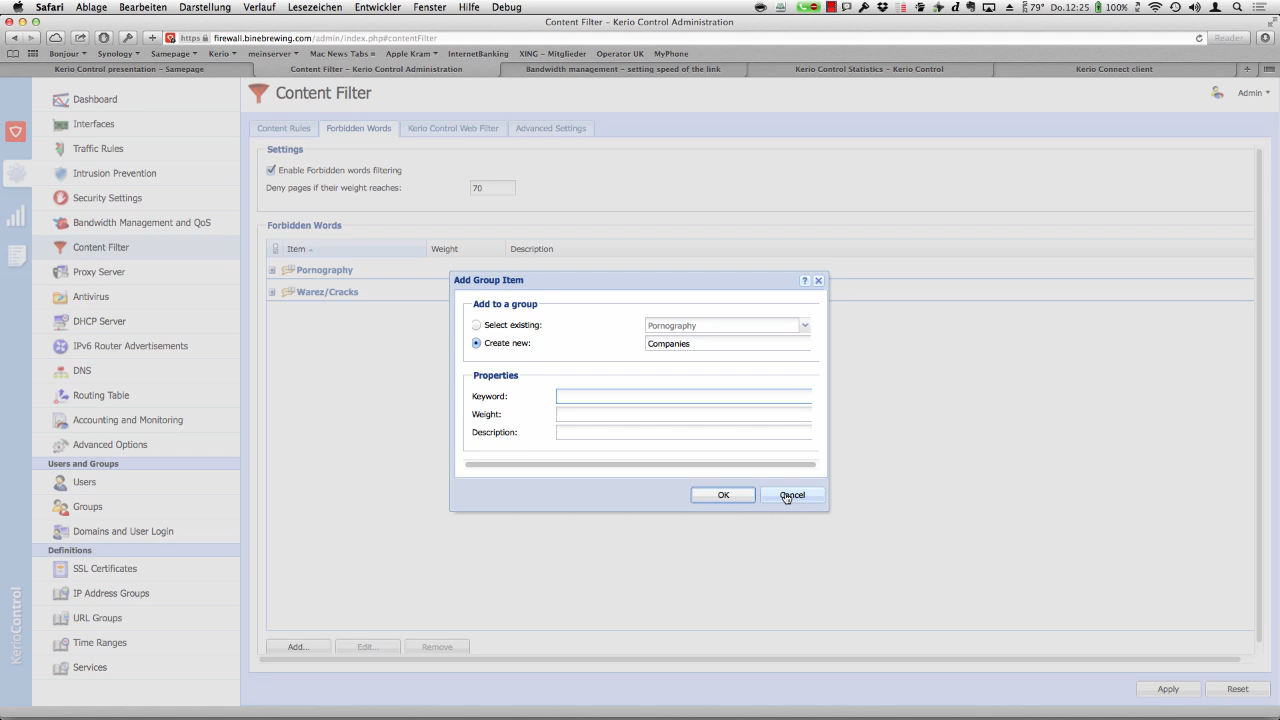 Safari Ablage Bearbeiten Darstellung Verlauf Lesezeichen Entwickler Fenster Hilfe Debug 79° Do.12:25 100%
Content Filter – Kerio Control Administration
https firewall.binebrewing.com/admin/index.php#contentFilter Reader
Bonjour Synology Samepage Kerio meinserver Mac News Tabs Apple Kram InternetBanking XING – Mitglieder Operator UK MyPhone
Kerio Control presentation – Samepage Content Filter – Kerio Control Administration Bandwidth management – setting speed of the link Kerio Control Statistics – Kerio Control Kerio Connect client
Content Filter
Admin
Dashboard
Interfaces
Traffic Rules
Intrusion Prevention
Security Settings
Bandwidth Management and QoS
Content Filter
Proxy Server
Antivirus
DHCP Server
IPv6 Router Advertisements
DNS
Routing Table
Accounting and Monitoring
Advanced Options
Users and Groups
Users
Groups
Domains and User Login
Definitions
SSL Certificates
IP Address Groups
URL Groups
Time Ranges
Services
KerioControl
Content Rules Forbidden Words Kerio Control Web Filter Advanced Settings
Settings
Enable Forbidden words filtering
Deny pages if their weight reaches: 70
Forbidden Words
Item Weight Description
Pornography
Warez/Cracks
Add Group Item ?
Add to a group
Select existing: Pornography
Create new: Companies
Properties
Keyword:
Weight:
Description:
OK Cancel
Add... Edit... Remove
Apply Reset